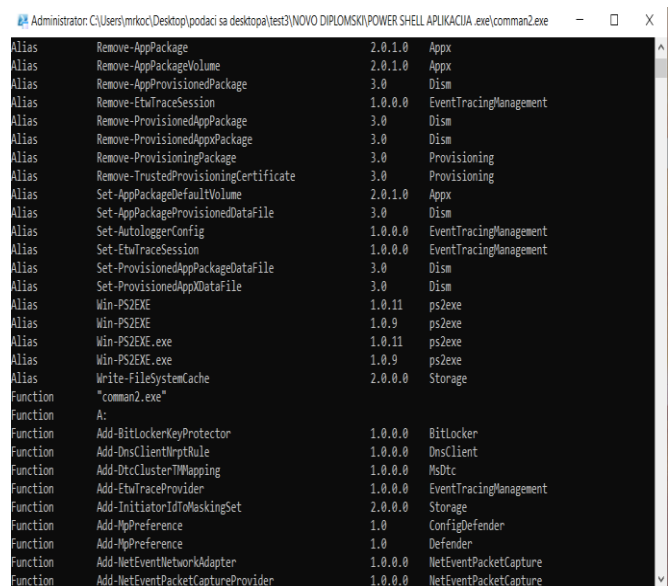 Administrator: C:\Users\mrkoc\Desktop\podaci sa desktopa\test3\NOVO DIPLOMSKI\POWER SHELL APLIKACIJA .exe\comman2.exe
Alias Remove-AppPackage 2.0.1.0 Appx
Alias Remove-AppPackageVolume 2.0.1.0 Appx
Alias Remove-AppProvisionedPackage 3.0 Dism
Alias Remove-EtwTraceSession 1.0.0.0 EventTracingManagement
Alias Remove-ProvisionedAppPackage 3.0 Dism
Alias Remove-ProvisionedAppxPackage 3.0 Dism
Alias Remove-ProvisioningPackage 3.0 Provisioning
Alias Remove-TrustedProvisioningCertificate 3.0 Provisioning
Alias Set-AppPackageDefaultVolume 2.0.1.0 Appx
Alias Set-AppPackageProvisionedDataFile 3.0 Dism
Alias Set-AutologgerConfig 1.0.0.0 EventTracingManagement
Alias Set-EtwTraceSession 1.0.0.0 EventTracingManagement
Alias Set-ProvisionedAppPackageDataFile 3.0 Dism
Alias Set-ProvisionedAppXDataFile 3.0 Dism
Alias Win-PS2EXE 1.0.11 ps2exe
Alias Win-PS2EXE 1.0.9 ps2exe
Alias Win-PS2EXE.exe 1.0.11 ps2exe
Alias Win-PS2EXE.exe 1.0.9 ps2exe
Alias Write-FileSystemCache 2.0.0.0 Storage
Function "comman2.exe"
Function A:
Function Add-BitLockerKeyProtector 1.0.0.0 BitLocker
Function Add-DnsClientNrptRule 1.0.0.0 DnsClient
Function Add-DtcClusterTMMapping 1.0.0.0 MsDtc
Function Add-EtwTraceProvider 1.0.0.0 EventTracingManagement
Function Add-InitiatorIdToMaskingSet 2.0.0.0 Storage
Function Add-MpPreference 1.0 ConfigDefender
Function Add-MpPreference 1.0 Defender
Function Add-NetEventNetworkAdapter 1.0.0.0 NetEventPacketCapture
Function Add-NetEventPacketCaptureProvider 1.0.0.0 NetEventPacketCapture